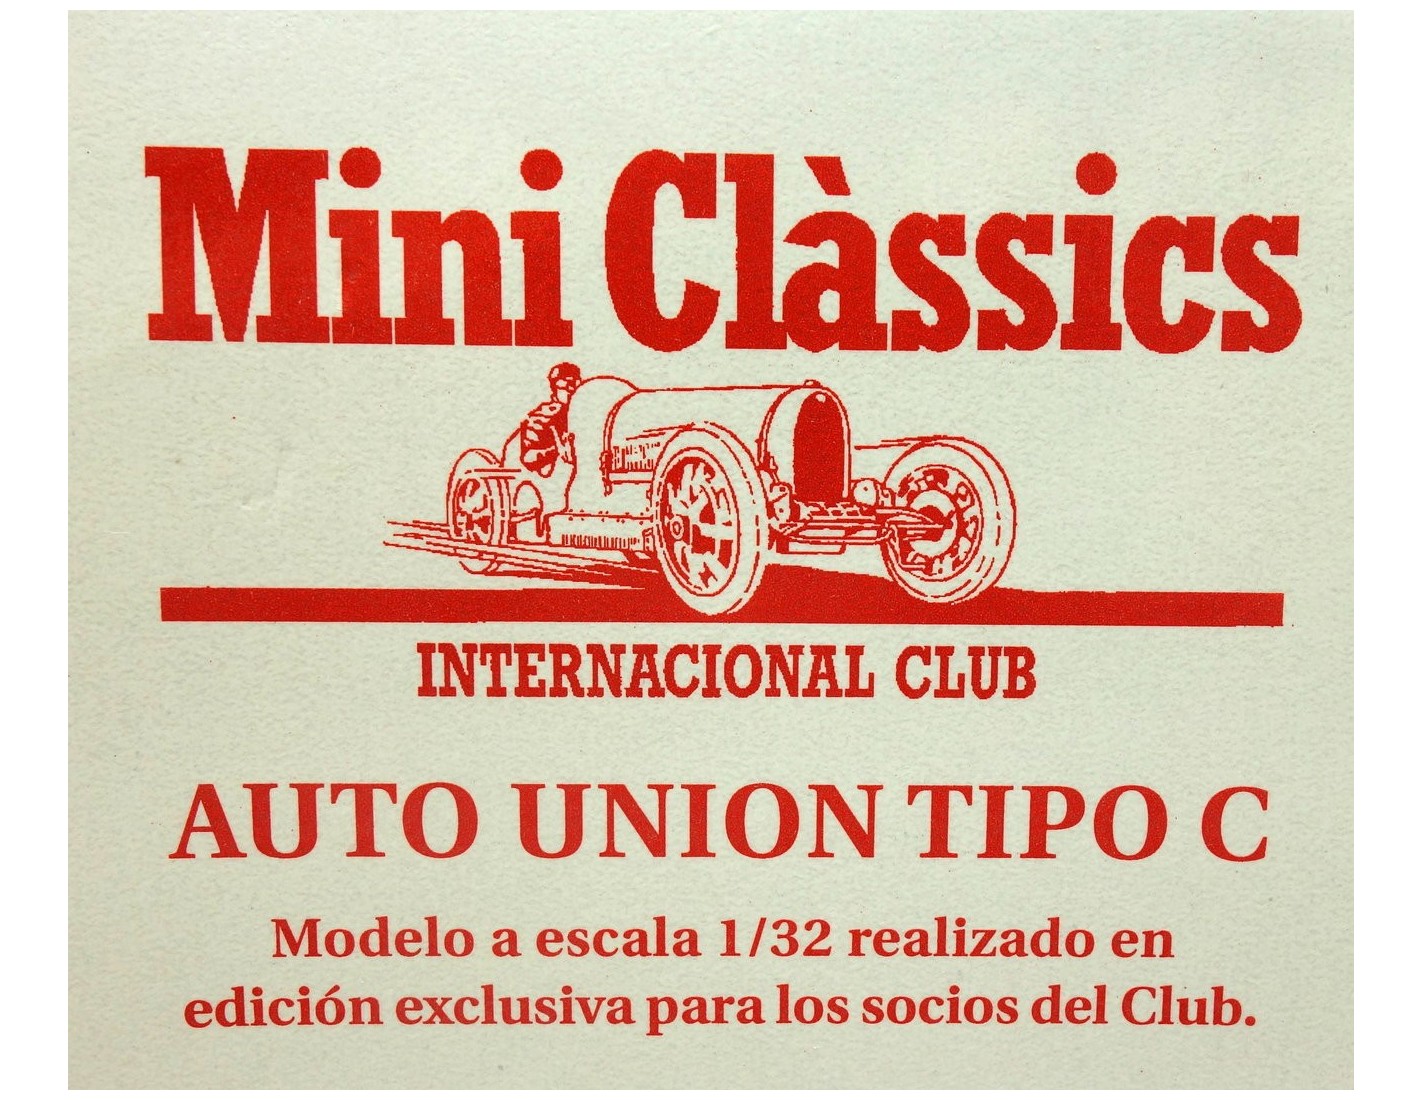 Mini Clàssics
INTERNACIONAL CLUB
AUTO UNION TIPO C
Modelo a escala 1/32 realizado en
edición exclusiva para los socios del Club.